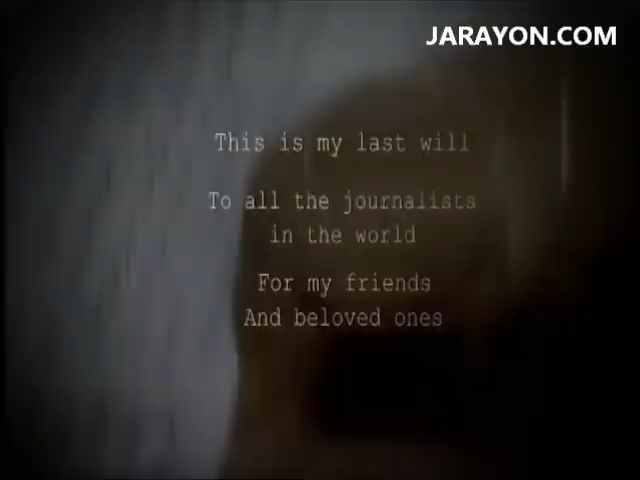 JARAYON.COM
This is my last will
To all the journalists
in the world
For my friends
And beloved ones